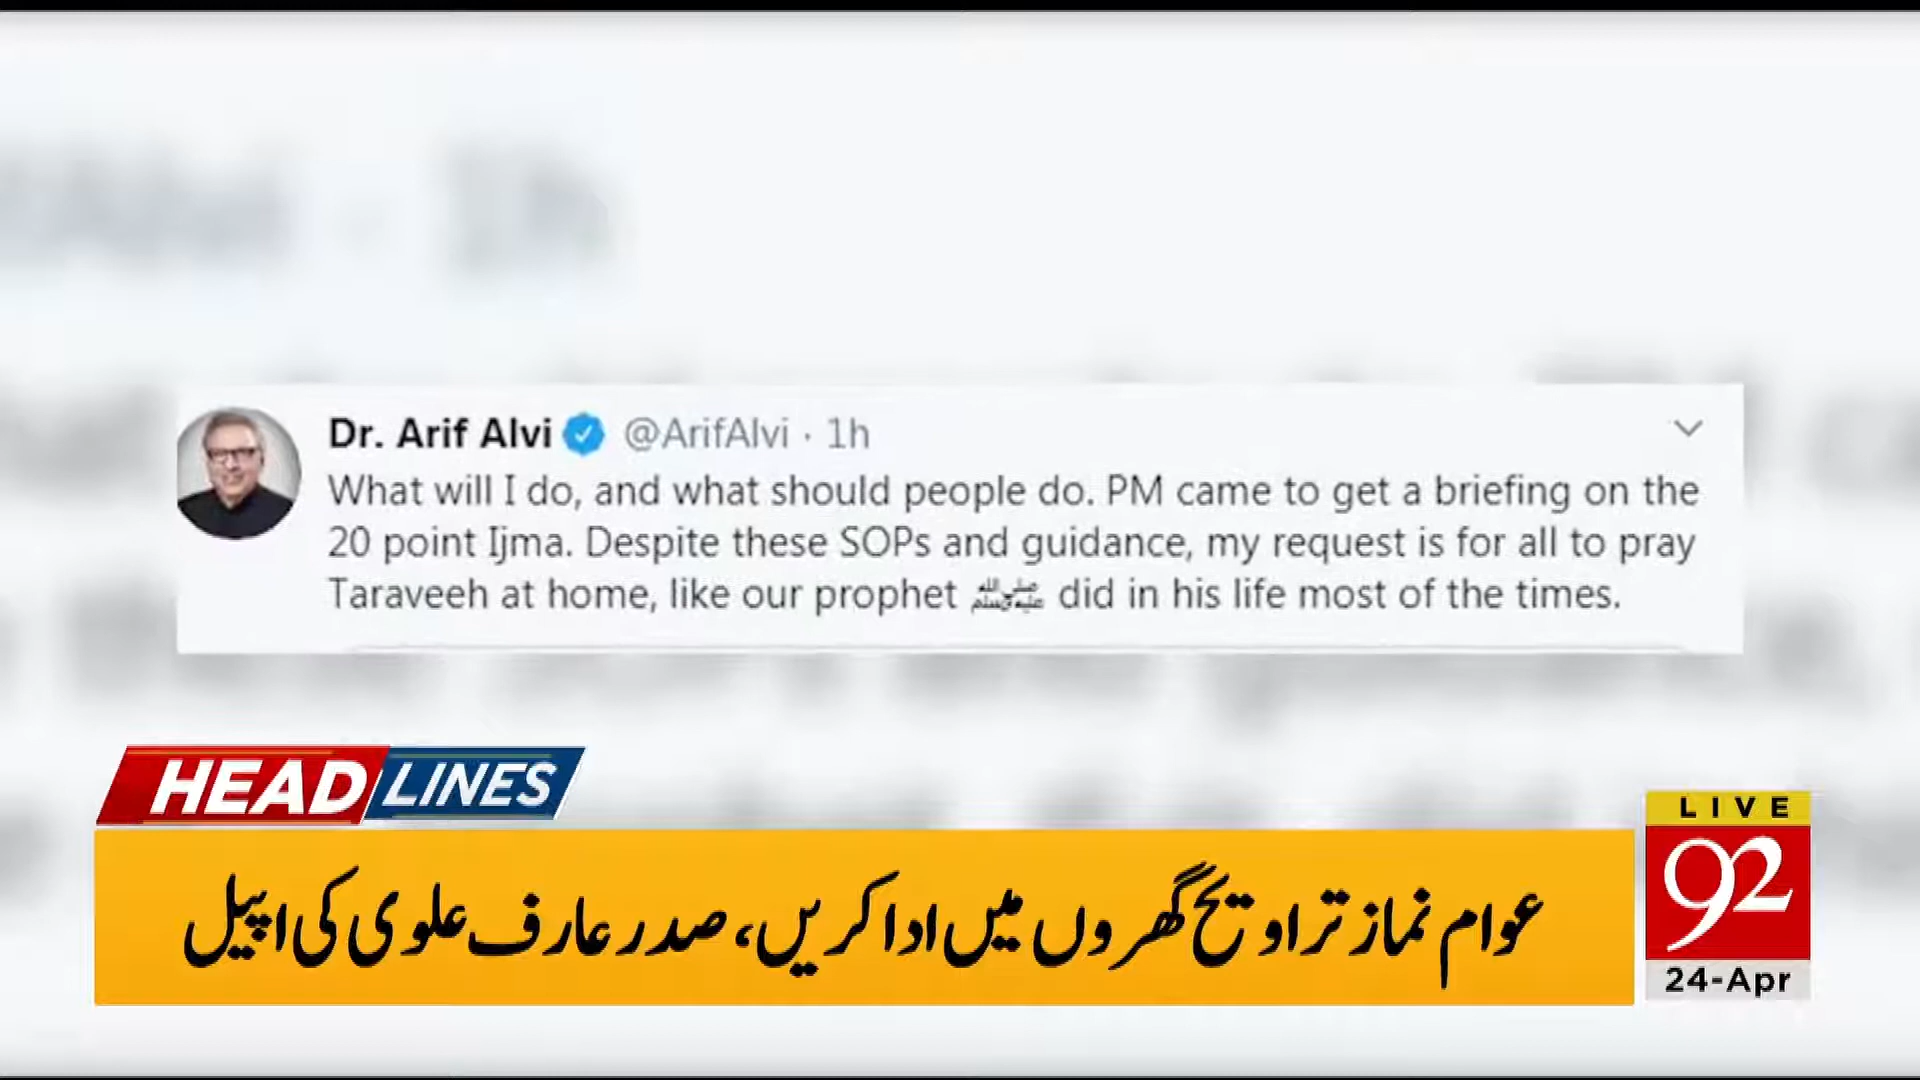 Dr. Arif Alvi @ArifAlvi · 1h
What will I do, and what should people do. PM came to get a briefing on the
20 point Ijma. Despite these SOPs and guidance, my request is for all to pray
Taraveeh at home, like our prophet ﷺ did in his life most of the times.
HEADLINES
عوام نماز تراویح گھروں میں ادا کریں، صدر عارف علوی کی اپیل
LIVE
92
24-Apr